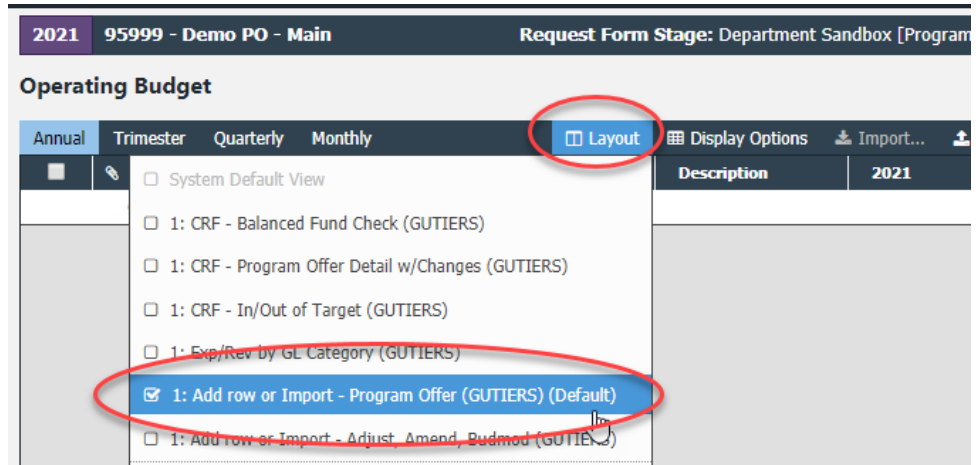 2021 95999 - Demo PO - Main Request Form Stage: Department Sandbox [Program
Operating Budget
Annual Trimester Quarterly Monthly Layout Display Options Import...
Description 2021
System Default View
1: CRF - Balanced Fund Check (GUTIERS)
1: CRF - Program Offer Detail w/Changes (GUTIERS)
1: CRF - In/Out of Target (GUTIERS)
1: Exp/Rev by GL Category (GUTIERS)
1: Add row or Import - Program Offer (GUTIERS) (Default)
1: Add row or Import - Adjust, Amend, Budmod (GUTIERS)